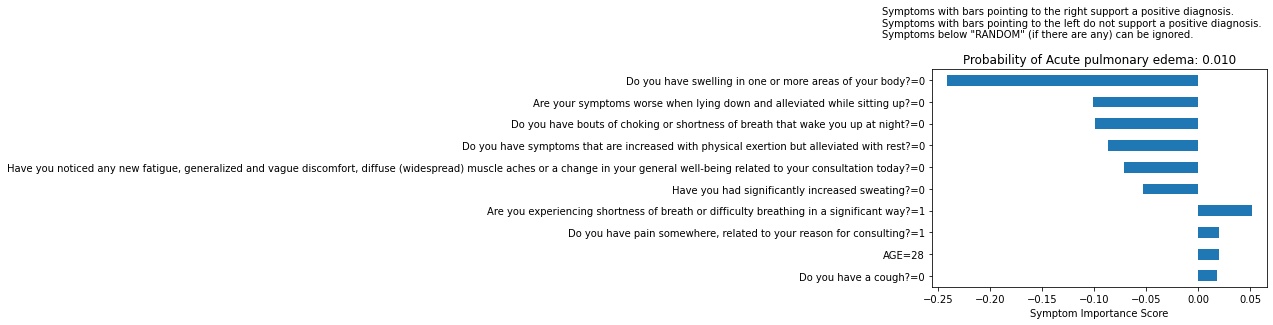 Symptoms with bars pointing to the right support a positive diagnosis.
Symptoms with bars pointing to the left do not support a positive diagnosis.
Symptoms below "RANDOM" (if there are any) can be ignored.
Probability of Acute pulmonary edema: 0.010
Do you have swelling in one or more areas of your body?=0
Are your symptoms worse when lying down and alleviated while sitting up?=0
Do you have bouts of choking or shortness of breath that wake you up at night?=0
Do you have symptoms that are increased with physical exertion but alleviated with rest?=0
Have you noticed any new fatigue, generalized and vague discomfort, diffuse (widespread) muscle aches or a change in your general well-being related to your consultation today?=0
Have you had significantly increased sweating?=0
Are you experiencing shortness of breath or difficulty breathing in a significant way?=1
Do you have pain somewhere, related to your reason for consulting?=1
AGE=28
Do you have a cough?=0
−0.25 −0.20 −0.15 −0.10 −0.05 0.00 0.05
Symptom Importance Score